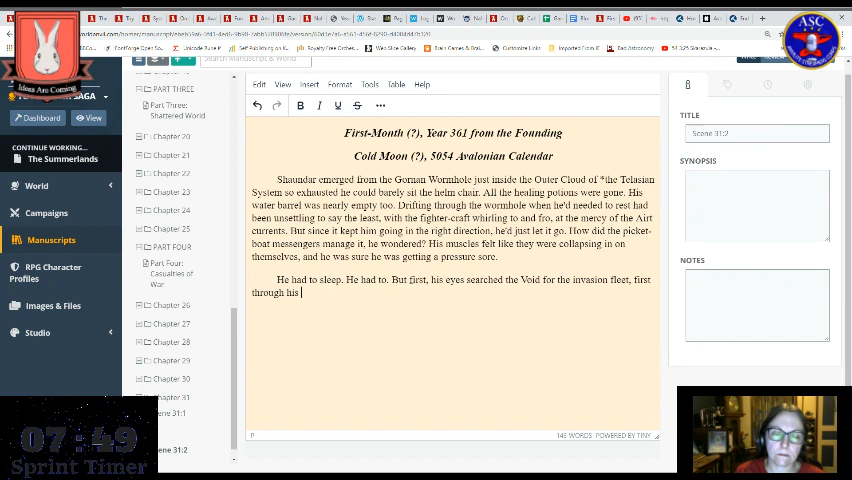 ASC
Ideas Are Coming
SAGA
Dashboard
View
CONTINUE WORKING...
The Summerlands
World
Campaigns
Manuscripts
RPG Character
Profiles
Images & Files
Studio
07:49
Sprint Timer
Search Manuscript & World
PART THREE
Part Three:
Shattered World
Chapter 20
Chapter 21
Chapter 22
Chapter 23
Chapter 24
Chapter 25
PART FOUR
Part Four:
Casualties of
War
Chapter 26
Chapter 27
Chapter 28
Chapter 29
Chapter 30
Chapter 31
Scene 31:1
Scene 31:2
Edit View Insert Format Tools Table Help
B I U S
First-Month (?), Year 361 from the Founding
Cold Moon (?), 5054 Avalonian Calendar
Shaundar emerged from the Gornan Wormhole just inside the Outer Cloud of *the Telasian
System so exhausted he could barely sit the helm chair. All the healing potions were gone. His
water barrel was nearly empty too. Drifting through the wormhole when he'd needed to rest had
been unsettling to say the least, with the fighter-craft whirling to and fro, at the mercy of the Airt
currents. But since it kept him going in the right direction, he'd just let it go. How did the picket-
boat messengers manage it, he wondered? His muscles felt like they were collapsing in on
themselves, and he was sure he was getting a pressure sore.
He had to sleep. He had to. But first, his eyes searched the Void for the invasion fleet, first
through his
P
143 WORDS POWERED BY TINY
TITLE
Scene 31:2
SYNOPSIS
NOTES